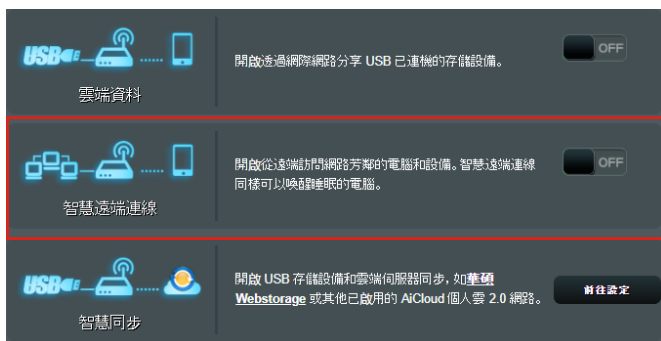 USB
開啟透過網際網路分享 USB 已連機的存儲設備。
OFF
雲端資料
開啟從遠端訪問網路芳鄰的電腦和設備。智慧遠端連線
同樣可以喚醒睡眠的電腦。
OFF
智慧遠端連線
USB
開啟 USB 存儲設備和雲端伺服器同步，如華碩
Webstorage 或其他已啟用的 AiCloud 個人雲 2.0 網路。
前往設定
智慧同步